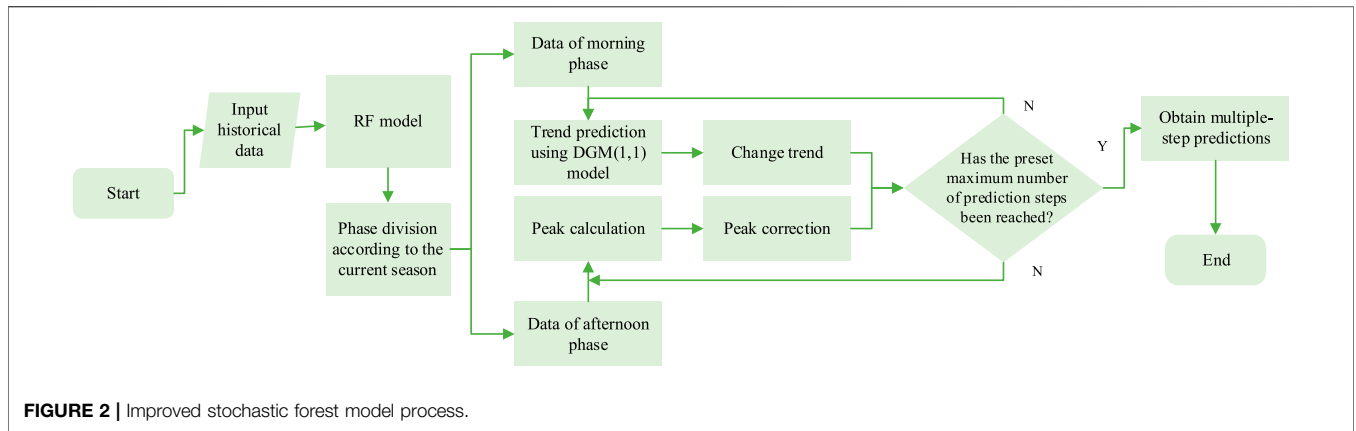 Start
Input
historical
data
RF model
Phase division
according to the
current season
Data of morning
phase
Trend prediction
using DGM(1,1)
model
Change trend
Peak calculation
Peak correction
Data of afternoon
phase
Has the preset
maximum number
of prediction steps
been reached?
N
N
Y
Obtain multiple-
step predictions
End
FIGURE 2 | Improved stochastic forest model process.